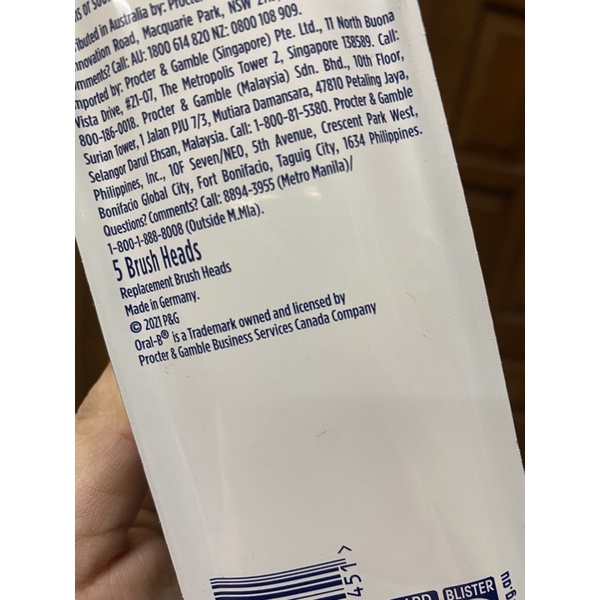 Distributed in Australia by: Procter
Innovation Road, Macquarie Park, NSW
Comments? Call: AU: 1800 614 820 NZ: 0800 108 909.
Imported by: Procter & Gamble (Singapore) Pte. Ltd., 11 North Buona
Vista Drive, #21-07, The Metropolis Tower 2, Singapore 138589. Call:
800-186-0018. Procter & Gamble (Malaysia) Sdn. Bhd., 10th Floor,
Surian Tower, 1 Jalan PJU 7/3, Mutiara Damansara, 47810 Petaling Jaya,
Selangor Darul Ehsan, Malaysia. Call: 1-800-81-5380. Procter & Gamble
Philippines, Inc., 10F Seven/NEO, 5th Avenue, Crescent Park West,
Bonifacio Global City, Fort Bonifacio, Taguig City, 1634 Philippines.
Questions? Comments? Call: 8894-3955 (Metro Manila)/
1-800-1-888-8008 (Outside M.Mla).
5 Brush Heads
Replacement Brush Heads
Made in Germany.
© 2021 P&G
Oral-B® is a Trademark owned and licensed by
Procter & Gamble Business Services Canada Company
451 >
BLISTER